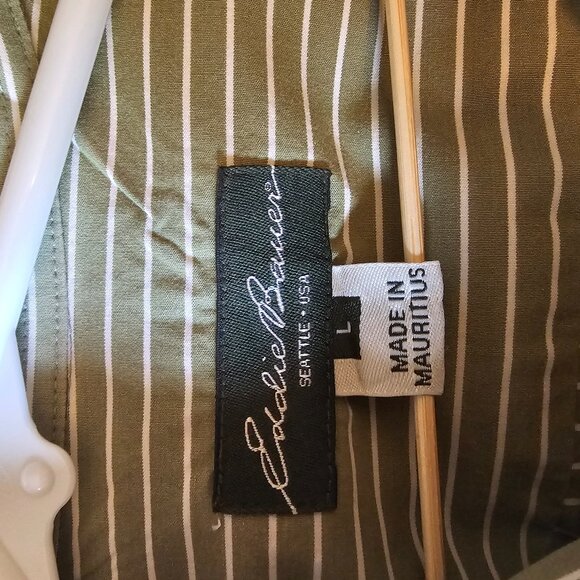 Eddie Bauer®
SEATTLE • USA
L
MADE IN
MAURITIUS